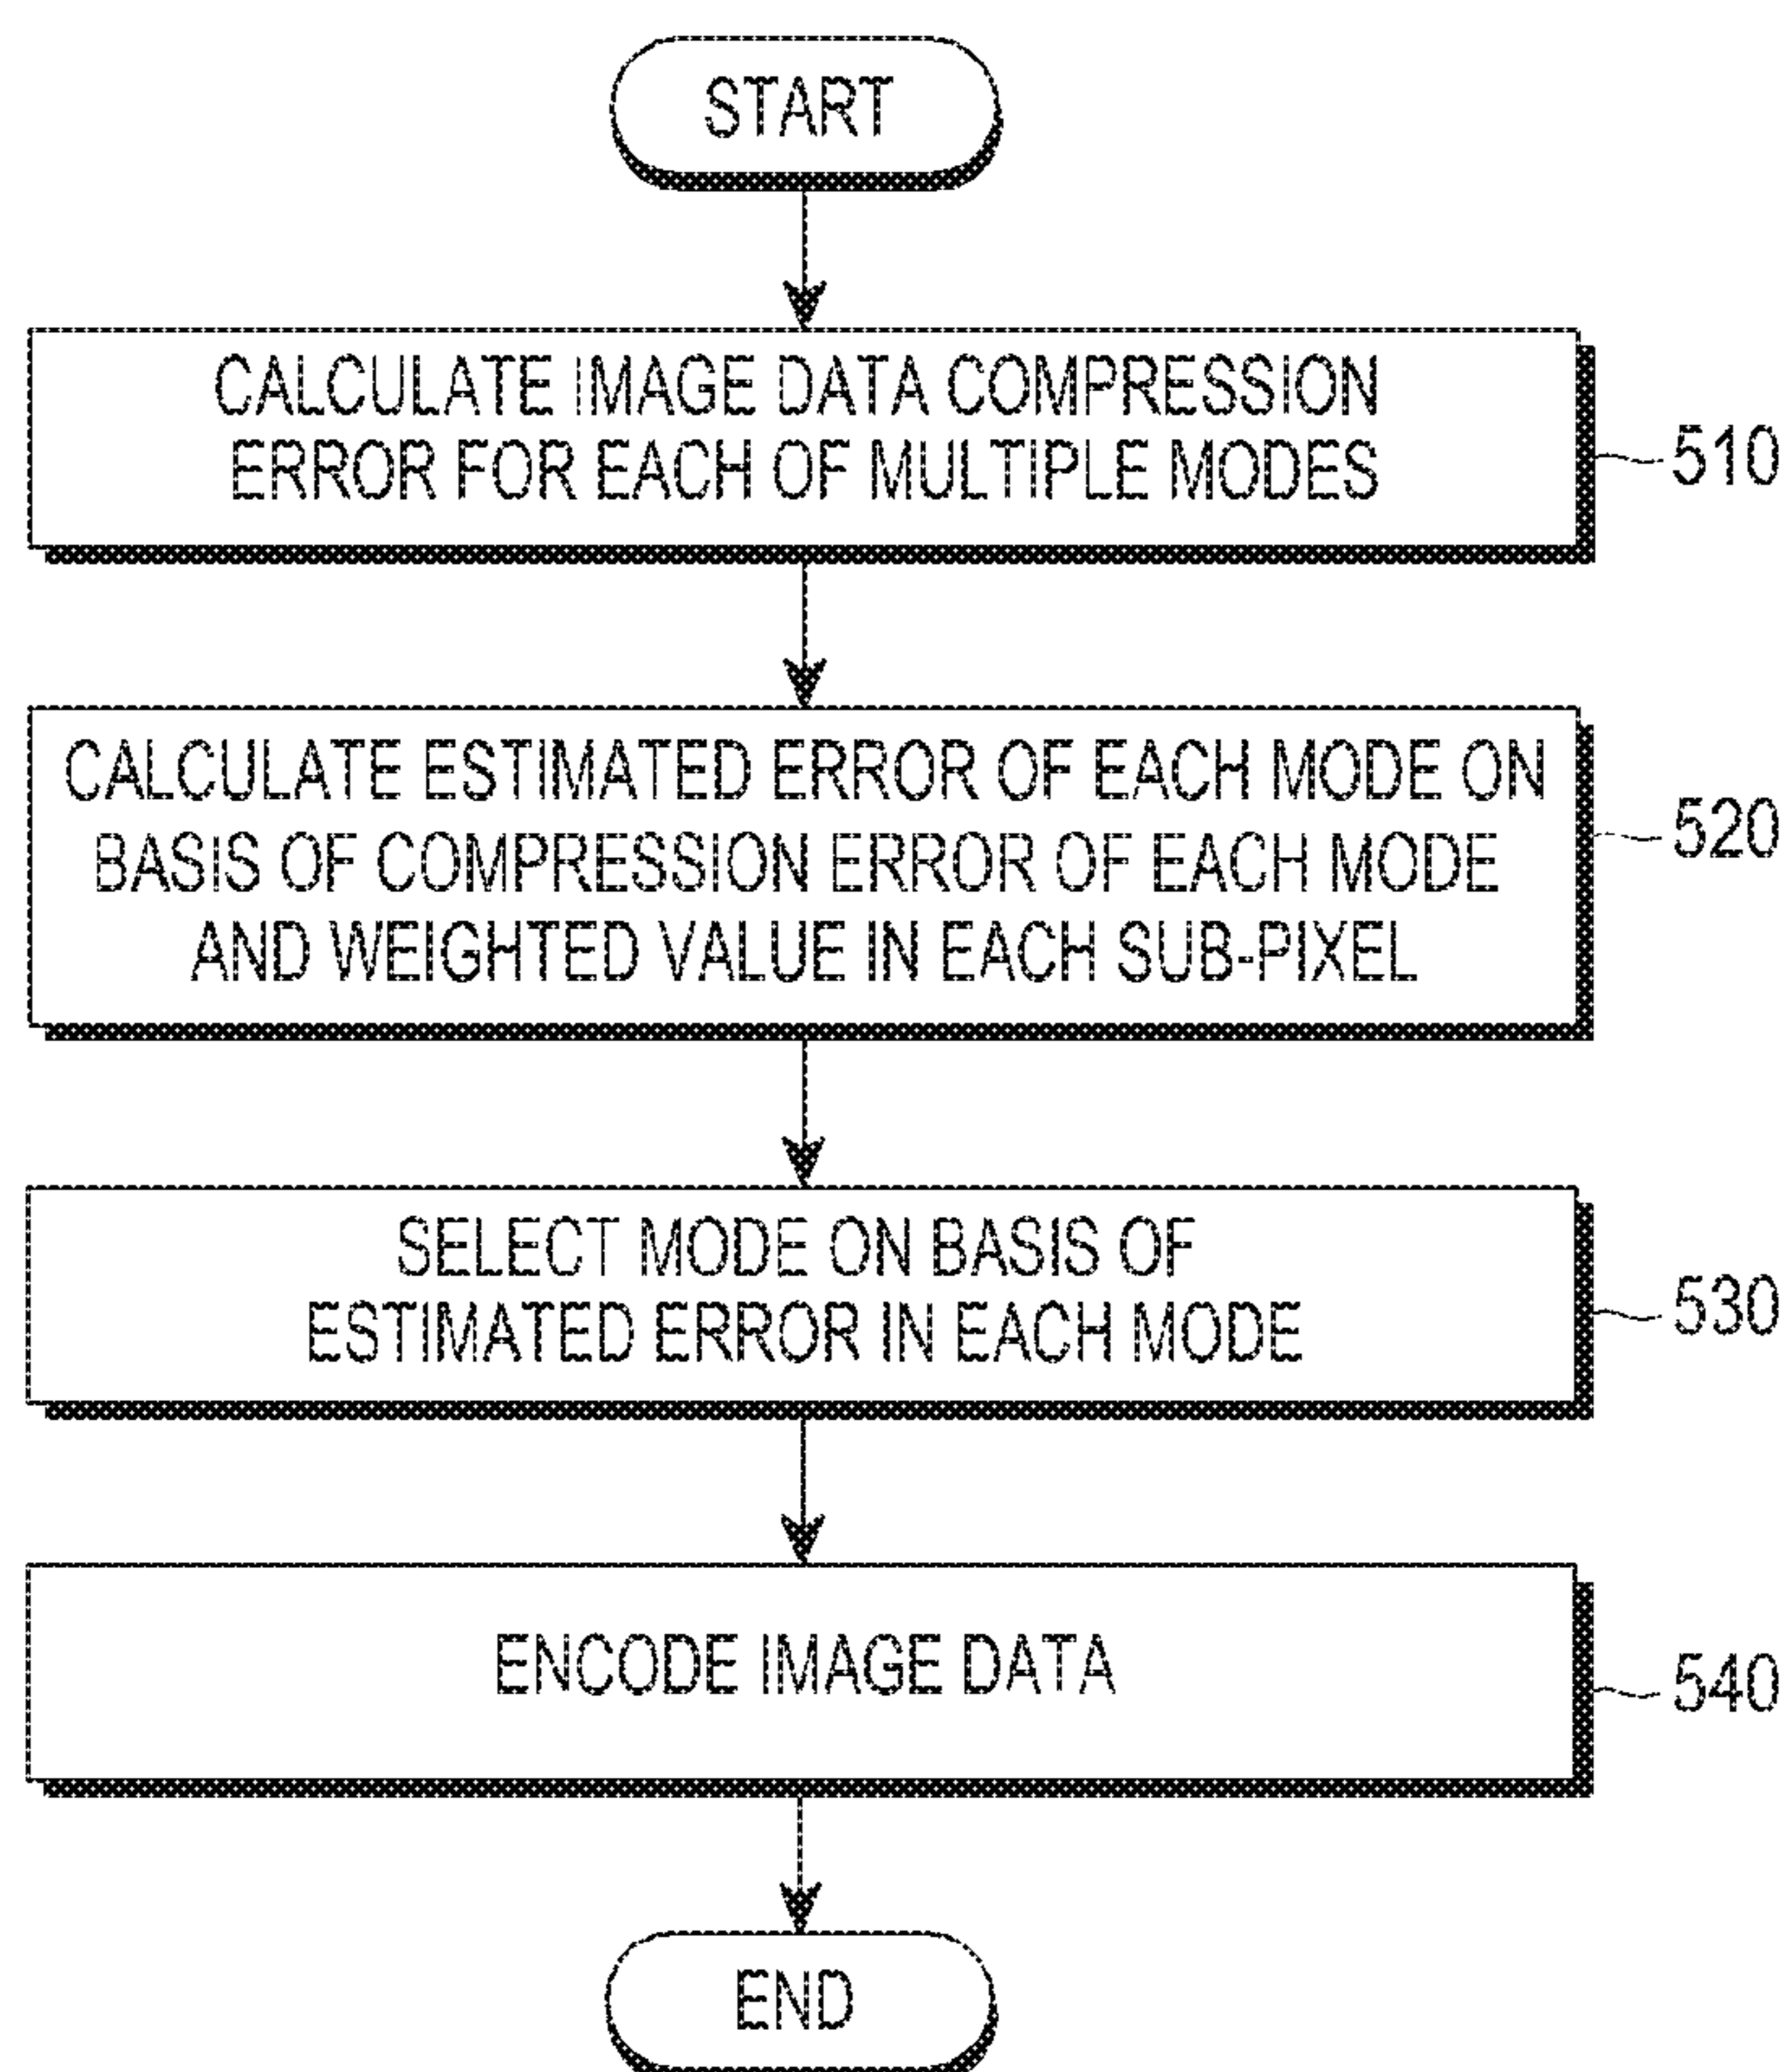 START
CALCULATE IMAGE DATA COMPRESSION
ERROR FOR EACH OF MULTIPLE MODES
510
CALCULATE ESTIMATED ERROR OF EACH MODE ON
BASIS OF COMPRESSION ERROR OF EACH MODE
AND WEIGHTED VALUE IN EACH SUB-PIXEL
520
SELECT MODE ON BASIS OF
ESTIMATED ERROR IN EACH MODE
530
ENCODE IMAGE DATA
540
END